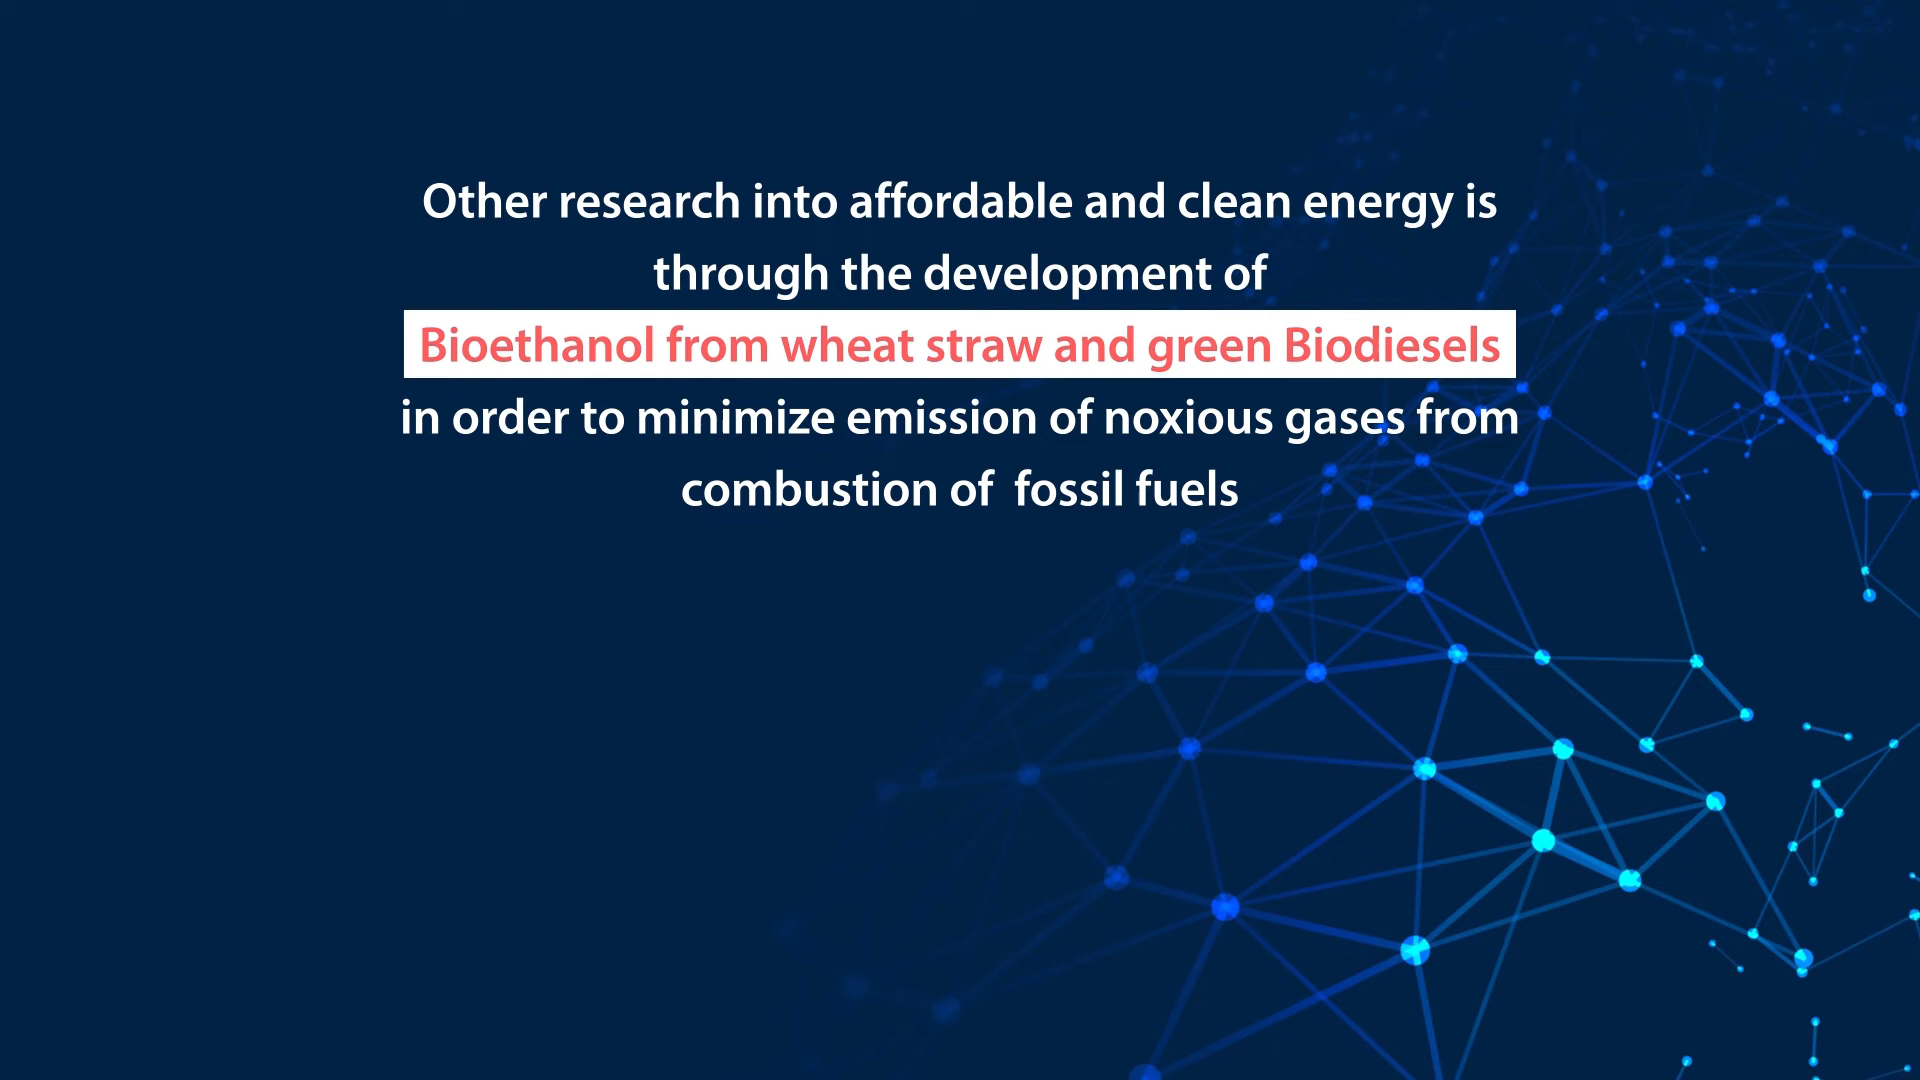 Other research into affordable and clean energy is
through the development of
Bioethanol from wheat straw and green Biodiesels
in order to minimize emission of noxious gases from
combustion of  fossil fuels